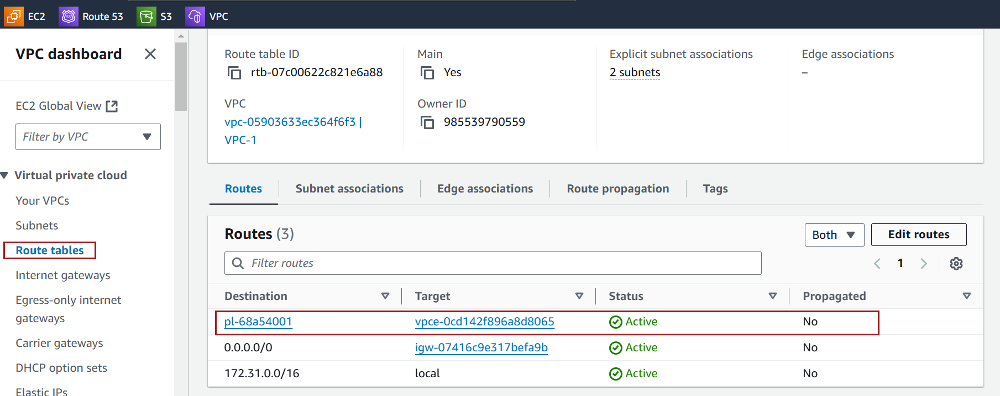 EC2 Route 53 S3 VPC
VPC dashboard
EC2 Global View
Filter by VPC
Virtual private cloud
Your VPCs
Subnets
Route tables
Internet gateways
Egress-only internet
gateways
Carrier gateways
DHCP option sets
Elastic IPs
Route table ID
rtb-07c00622c821e6a88
Main
Yes
Explicit subnet associations
2 subnets
Edge associations
–
VPC
vpc-05903633ec364f6f3 |
VPC-1
Owner ID
985539790559
Routes Subnet associations Edge associations Route propagation Tags
Routes (3)
Both Edit routes
Filter routes
1
Destination Target Status Propagated
pl-68a54001 vpce-0cd142f896a8d8065 Active No
0.0.0.0/0 igw-07416c9e317befa9b Active No
172.31.0.0/16 local Active No